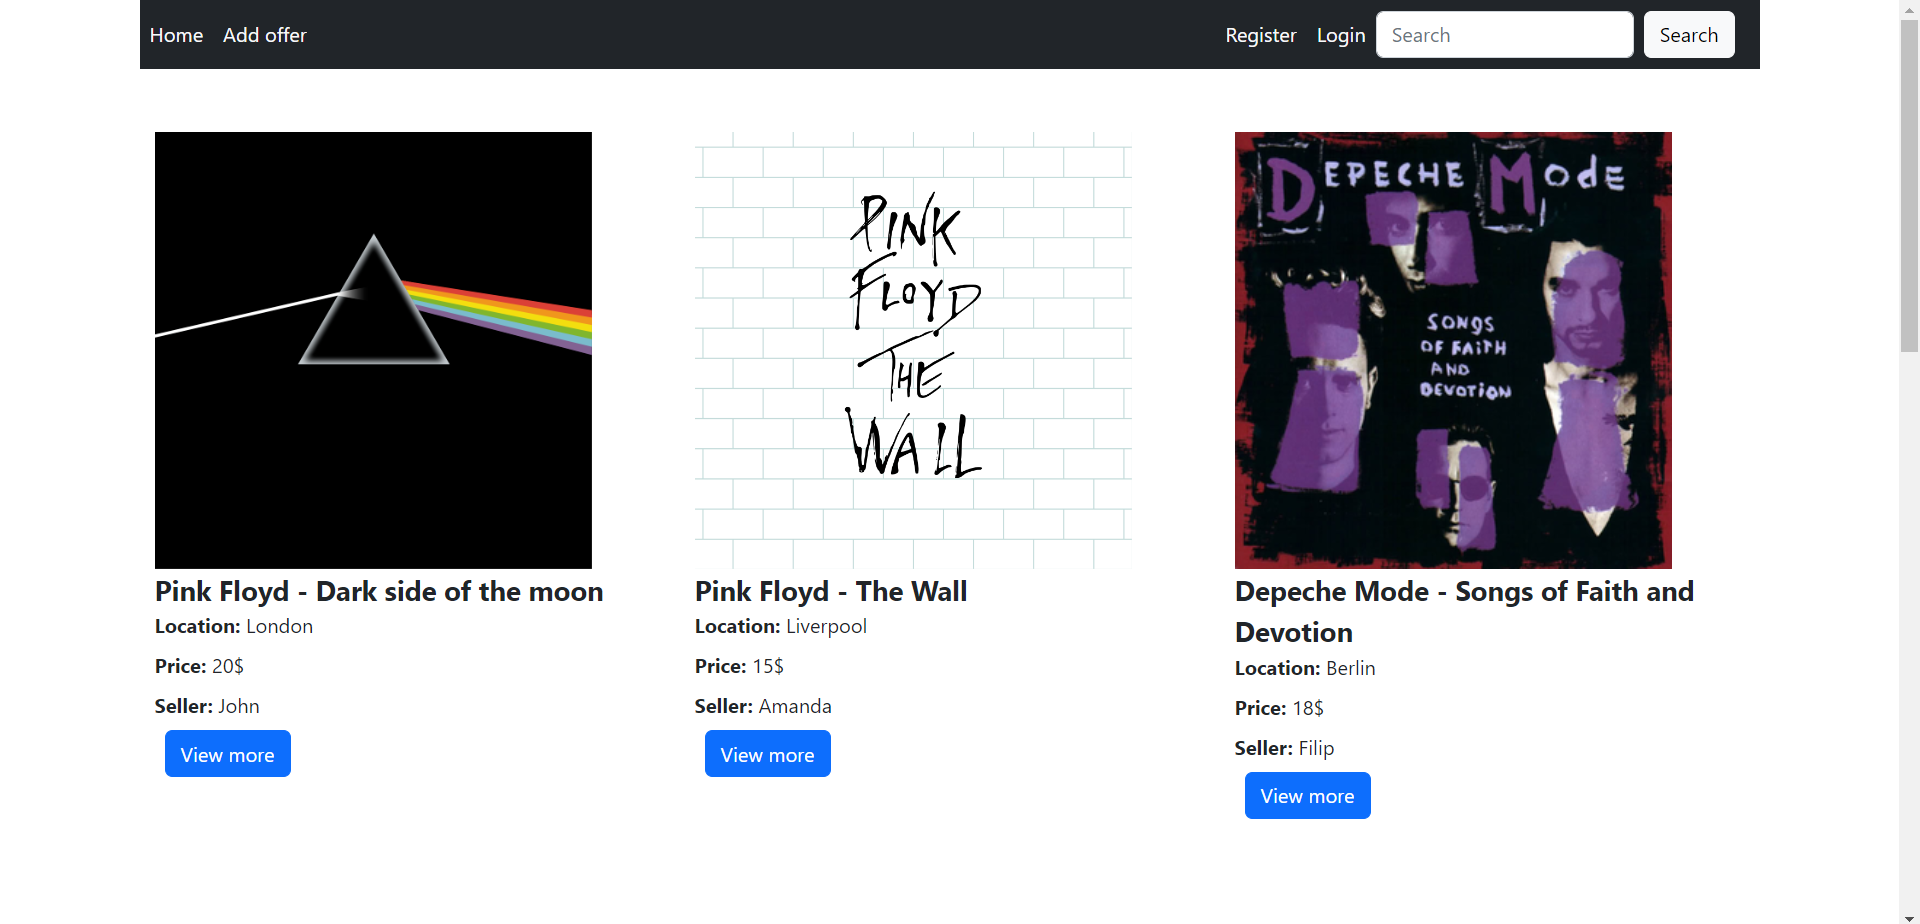 Home Add offer Register Login Search Search
PINK
FLOYD
THE
WALL
DEPECHE MODE
SONGS
OF FAITH
AND
DEVOTION
Pink Floyd - Dark side of the moon
Location: London
Price: 20$
Seller: John
View more
Pink Floyd - The Wall
Location: Liverpool
Price: 15$
Seller: Amanda
View more
Depeche Mode - Songs of Faith and
Devotion
Location: Berlin
Price: 18$
Seller: Filip
View more